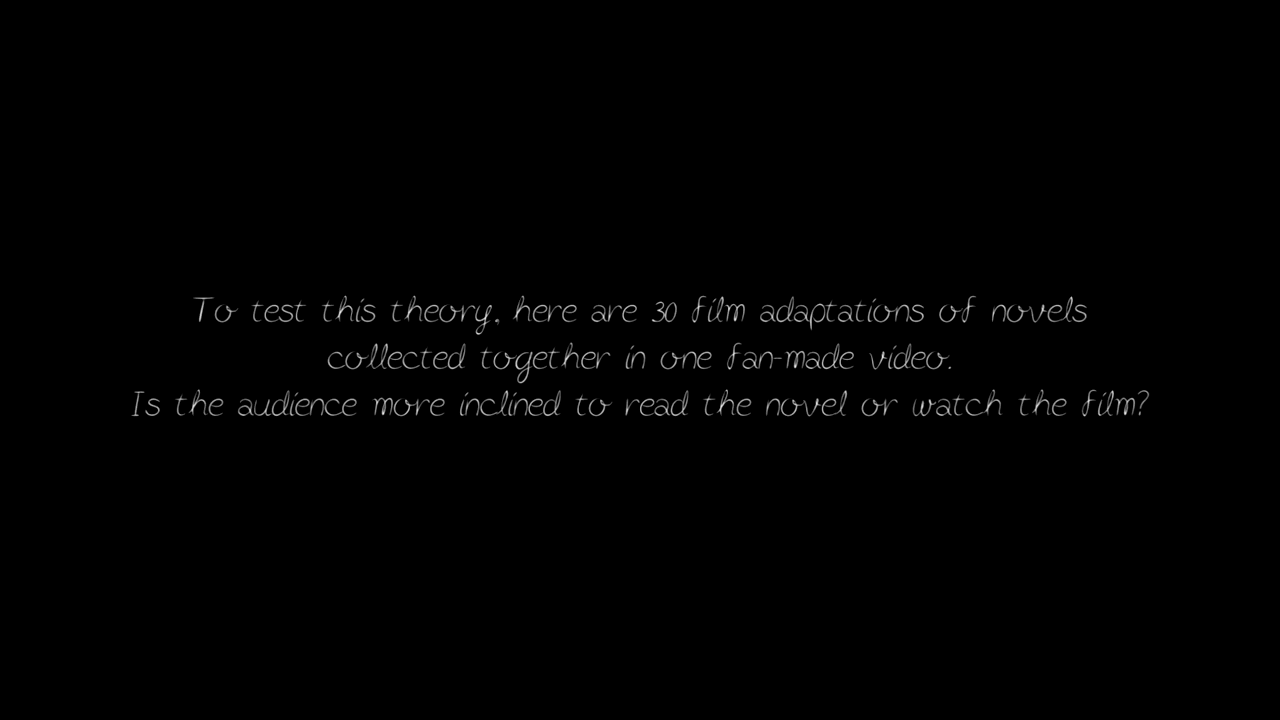 To test this theory, here are 30 film adaptations of novels
collected together in one fan-made video.
Is the audience more inclined to read the novel or watch the film?